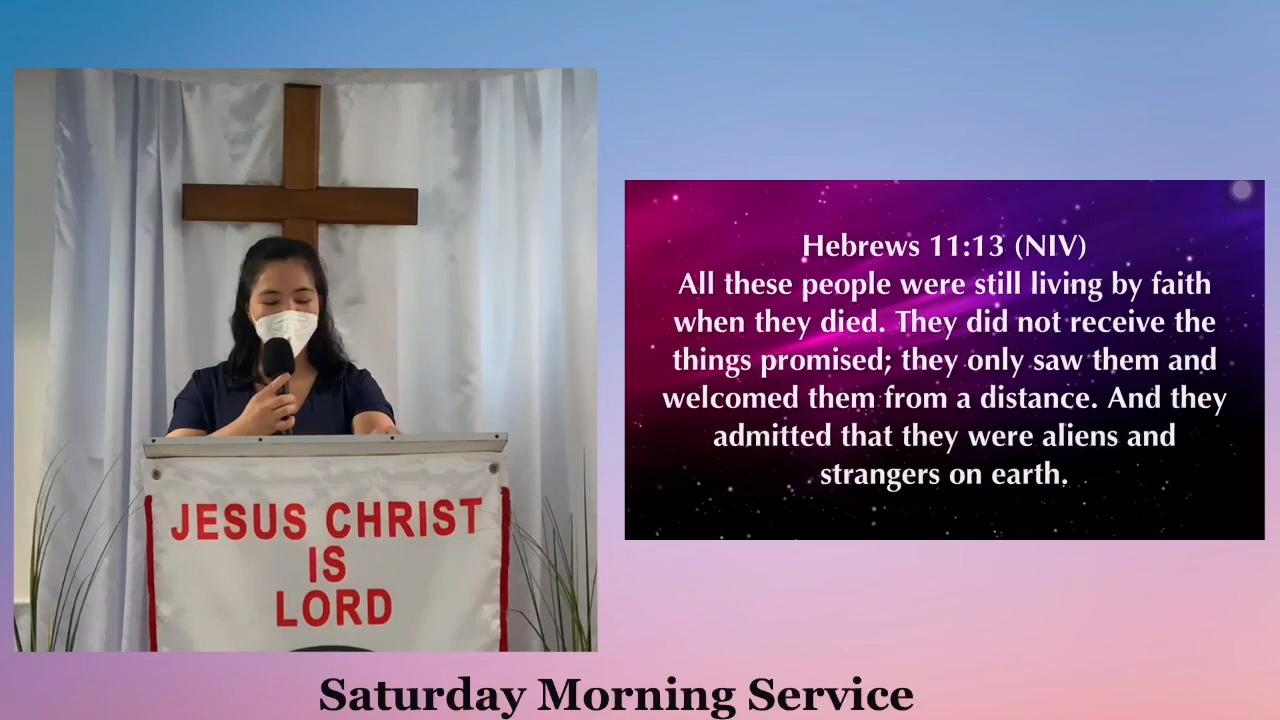 JESUS CHRIST
IS
LORD
Hebrews 11:13 (NIV)
All these people were still living by faith
when they died. They did not receive the
things promised; they only saw them and
welcomed them from a distance. And they
admitted that they were aliens and
strangers on earth.
Saturday Morning Service